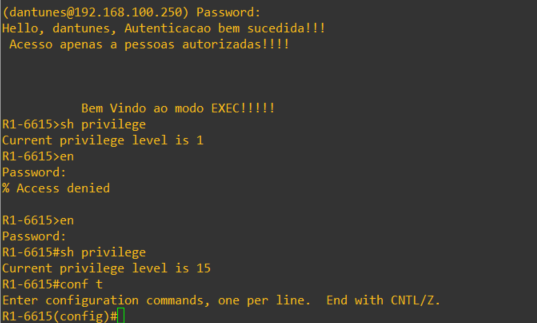 (dantunes@192.168.100.250) Password:
Hello, dantunes, Autenticacao bem sucedida!!!
Acesso apenas a pessoas autorizadas!!!!
Bem Vindo ao modo EXEC!!!!!
R1-6615>sh privilege
Current privilege level is 1
R1-6615>en
Password:
% Access denied
R1-6615>en
Password:
R1-6615#sh privilege
Current privilege level is 15
R1-6615#conf t
Enter configuration commands, one per line.  End with CNTL/Z.
R1-6615(config)#